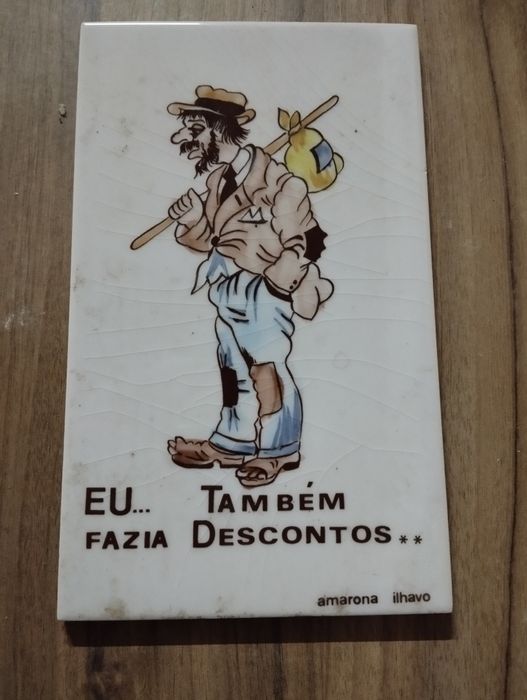 EU... TAMBÉM
FAZIA DESCONTOS..
amarona ilhavo